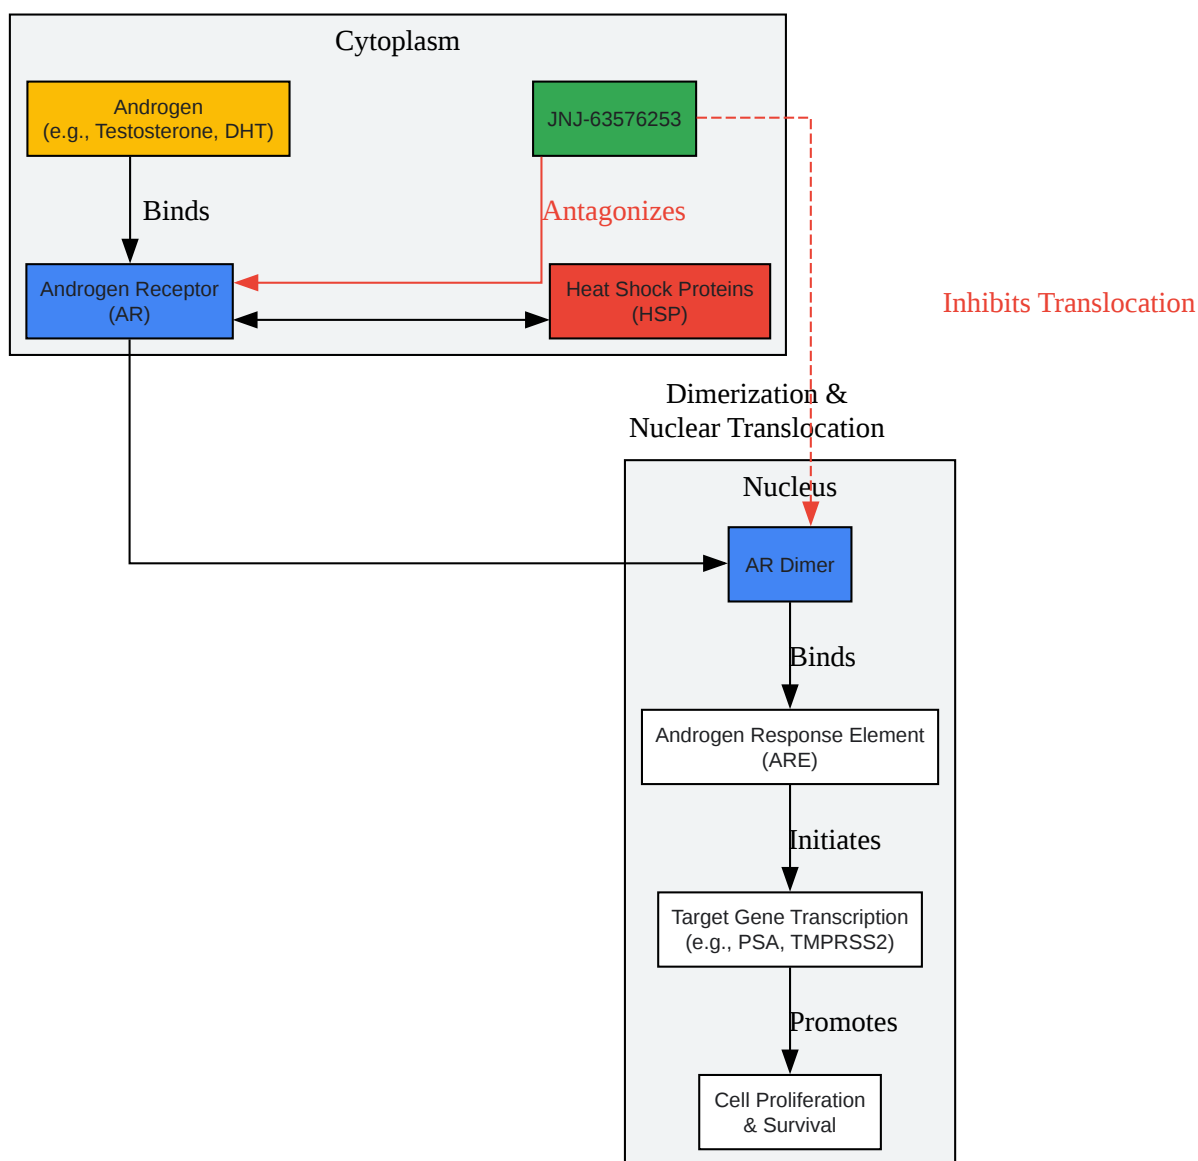 Cytoplasm
Androgen
(e.g., Testosterone, DHT)
JNJ-63576253
Binds
Antagonizes
Androgen Receptor
(AR)
Heat Shock Proteins
(HSP)
Inhibits Translocation
Dimerization &
Nuclear Translocation
Nucleus
AR Dimer
Binds
Androgen Response Element
(ARE)
Initiates
Target Gene Transcription
(e.g., PSA, TMPRSS2)
Promotes
Cell Proliferation
& Survival